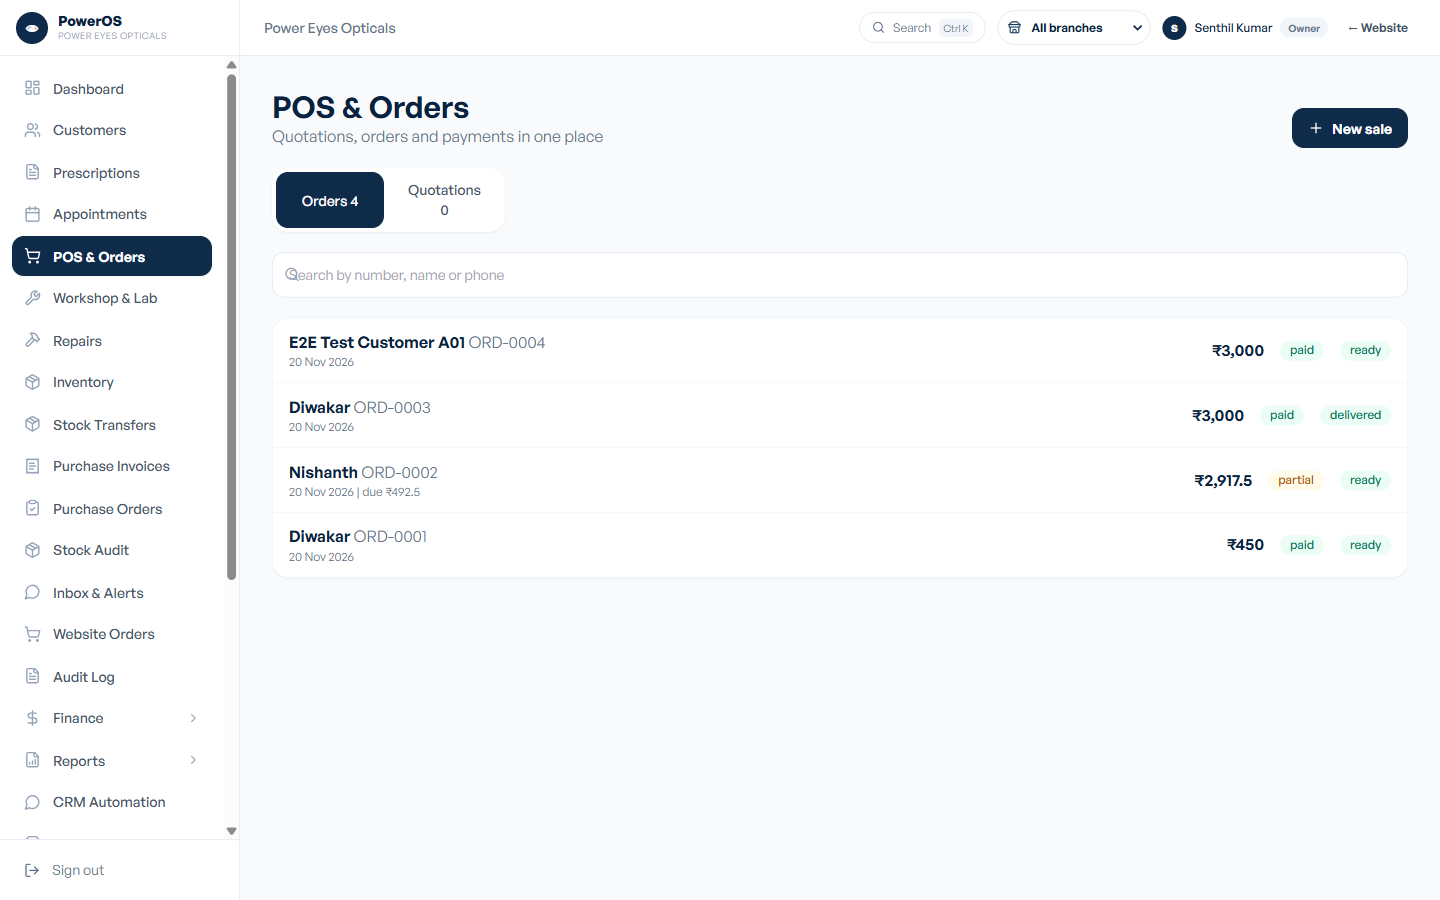 PowerOS
POWER EYES OPTICALS
Power Eyes Opticals
Search Ctrl K
All branches
S Senthil Kumar Owner
← Website
Dashboard
Customers
Prescriptions
Appointments
POS & Orders
Workshop & Lab
Repairs
Inventory
Stock Transfers
Purchase Invoices
Purchase Orders
Stock Audit
Inbox & Alerts
Website Orders
Audit Log
Finance
Reports
CRM Automation
Sign out
POS & Orders
Quotations, orders and payments in one place
+ New sale
Orders 4
Quotations
0
Search by number, name or phone
E2E Test Customer A01 ORD-0004
20 Nov 2026
₹3,000 paid ready
Diwakar ORD-0003
20 Nov 2026
₹3,000 paid delivered
Nishanth ORD-0002
20 Nov 2026 | due ₹492.5
₹2,917.5 partial ready
Diwakar ORD-0001
20 Nov 2026
₹450 paid ready